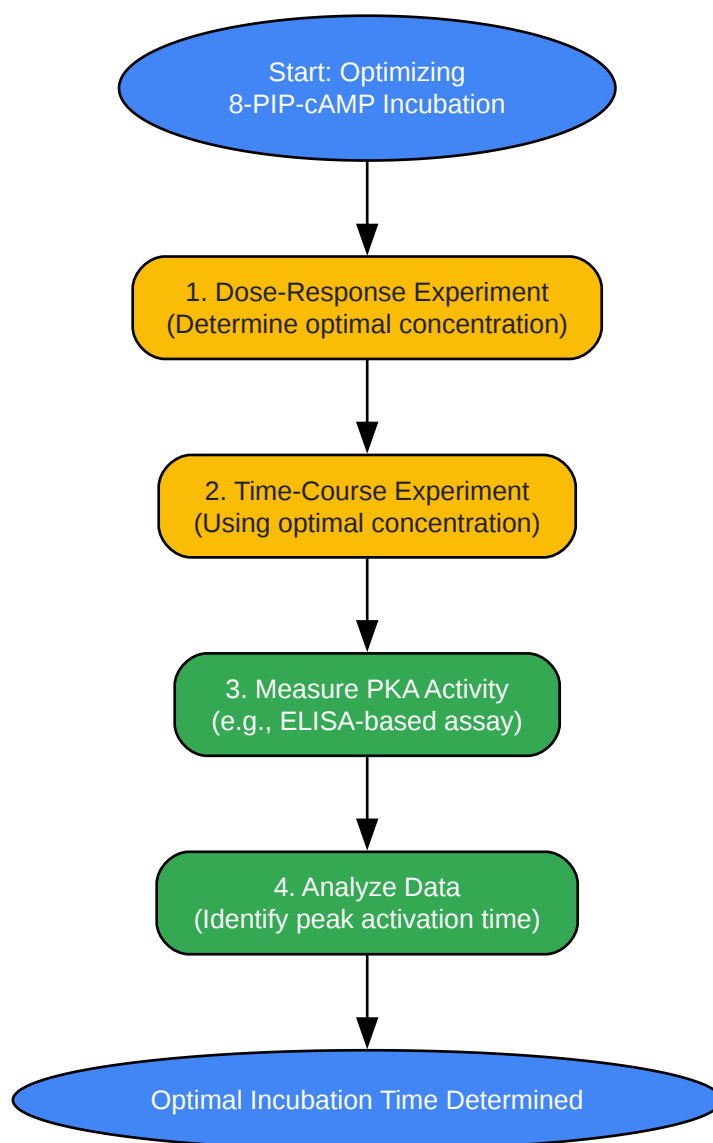 Start: Optimizing
8-PIP-cAMP Incubation
1. Dose-Response Experiment
(Determine optimal concentration)
2. Time-Course Experiment
(Using optimal concentration)
3. Measure PKA Activity
(e.g., ELISA-based assay)
4. Analyze Data
(Identify peak activation time)
Optimal Incubation Time Determined